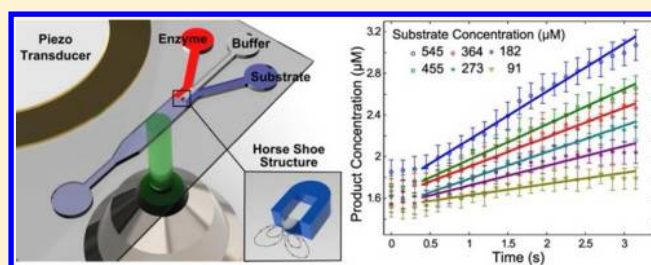 Piezo
Transducer
Enzyme
Buffer
Substrate
Horse Shoe
Structure
Product Concentration (μM)
3.2
2.8
2.4
2
1.6
Substrate Concentration (μM)
545 364 182
455 273 91
0 0.5 1 1.5 2 2.5 3
Time (s)